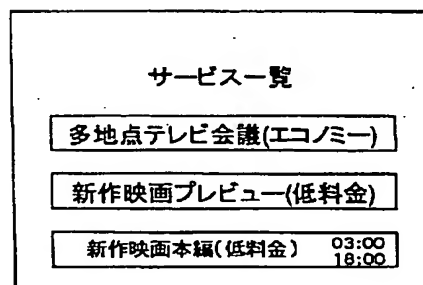 サービス一覧
多地点テレビ会議(エコノミー)
新作映画プレビュー(低料金)
新作映画本編(低料金) 03:00
18:00